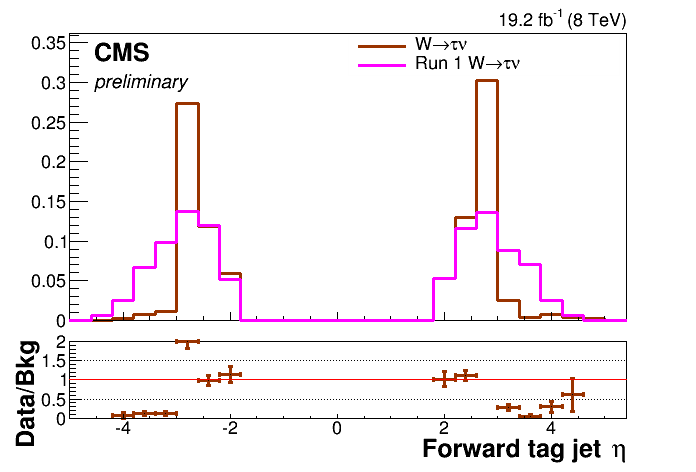 19.2 fb⁻¹ (8 TeV)
CMS
preliminary
W→τν
Run 1 W→τν
0.35
0.3
0.25
0.2
0.15
0.1
0.05
0
Data/Bkg
2
1.5
1
0.5
0
-4 -2 0 2 4
Forward tag jet η